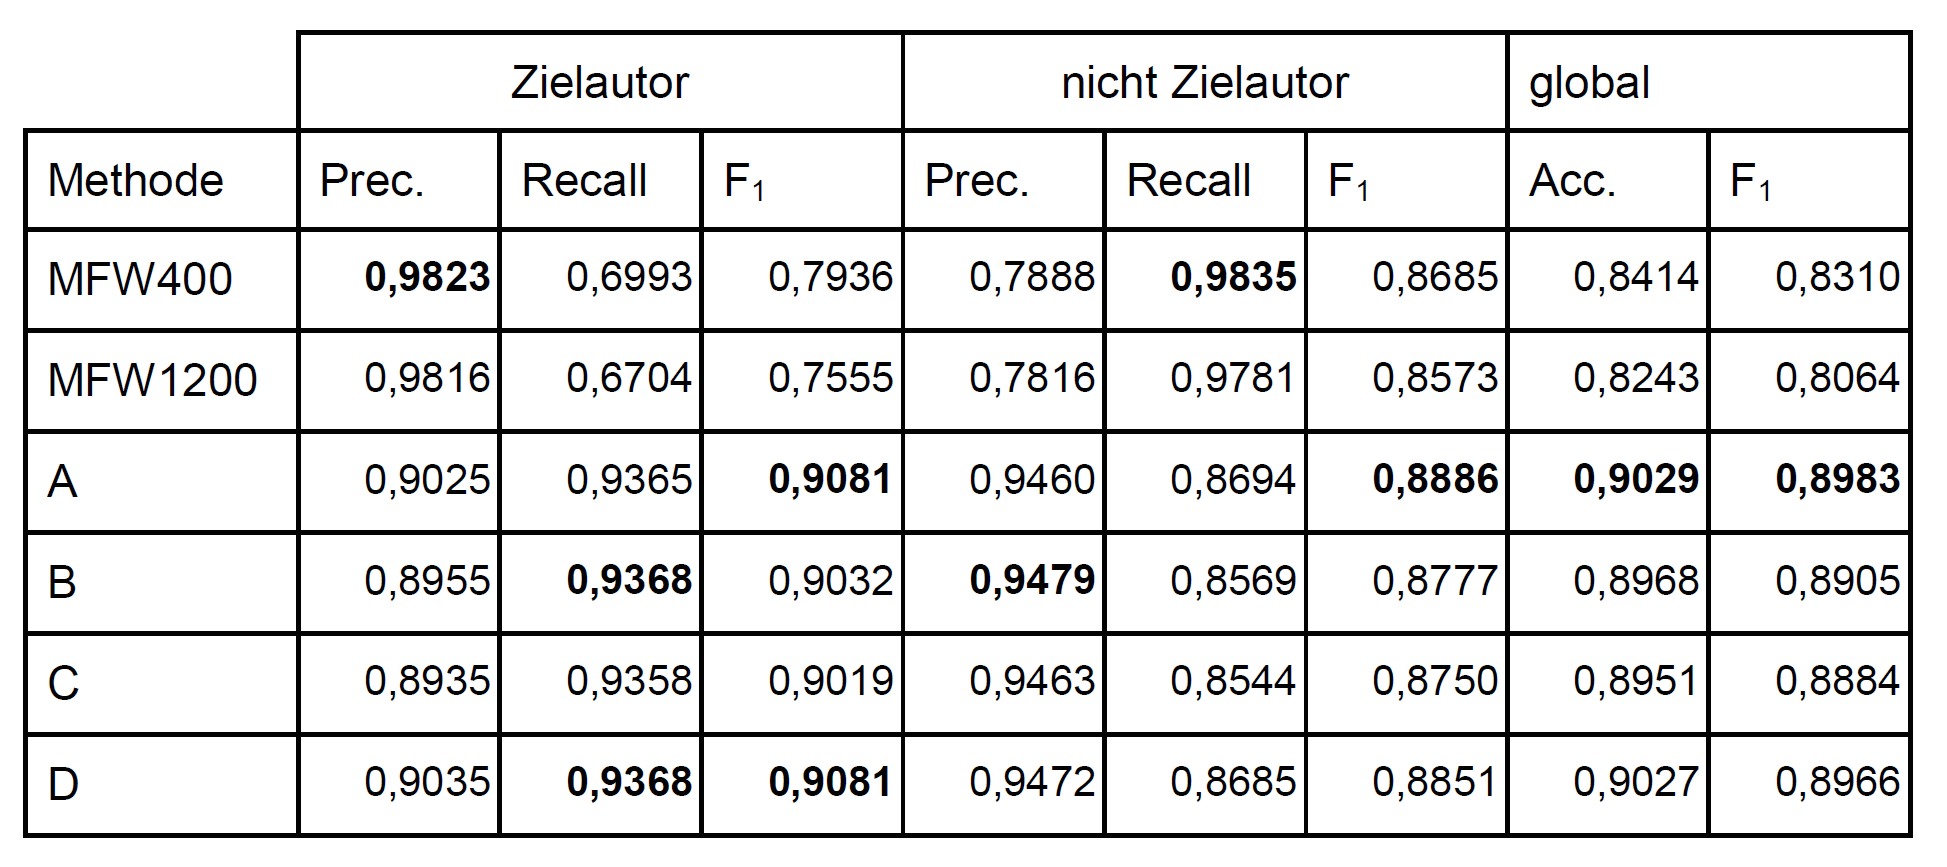 Zielautor nicht Zielautor global
Methode Prec. Recall F₁ Prec. Recall F₁ Acc. F₁
MFW400 0,9823 0,6993 0,7936 0,7888 0,9835 0,8685 0,8414 0,8310
MFW1200 0,9816 0,6704 0,7555 0,7816 0,9781 0,8573 0,8243 0,8064
A 0,9025 0,9365 0,9081 0,9460 0,8694 0,8886 0,9029 0,8983
B 0,8955 0,9368 0,9032 0,9479 0,8569 0,8777 0,8968 0,8905
C 0,8935 0,9358 0,9019 0,9463 0,8544 0,8750 0,8951 0,8884
D 0,9035 0,9368 0,9081 0,9472 0,8685 0,8851 0,9027 0,8966